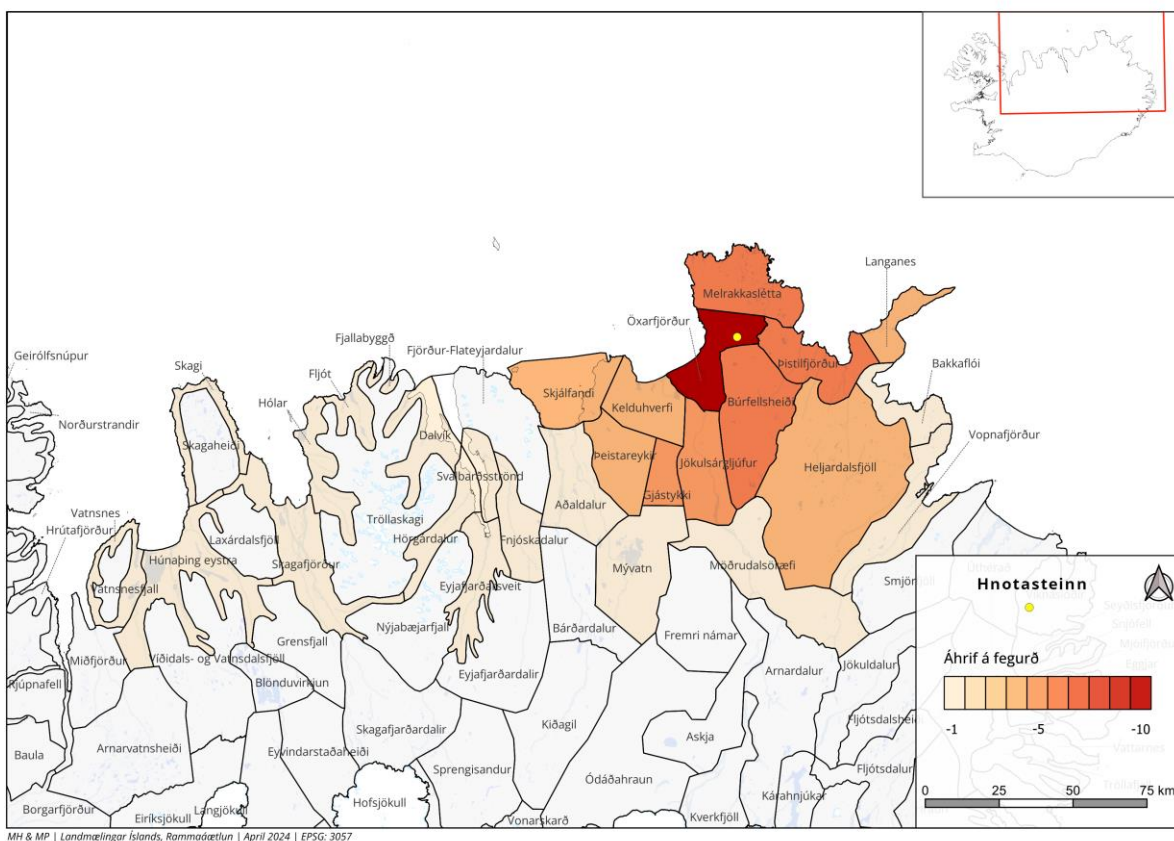 Langanes
Melrakkaslétta
Öxarfjörður
Fjallabyggð
Fjörður-Flateyjardalur
Geirólfsnúpur
Skagi
Fljót
Þistilfjörður
Bakkaflói
Skjálfandi
Kelduhverfi
Búrfellsheiði
Hólar
Norðurstrandir
Dalvík
Vopnafjörður
Skagaheiði
Þeistareykir
Jökulsárgljúfur
Heljardalsfjöll
Svalbarðsströnd
Gjástykki
Tröllaskagi
Aðaldalur
Vatnsnes
Hrútafjörður
Laxárdalsfjöll
Hörgárdalur
Fnjóskadalur
Húnaþing eystra
Skagafjörður
Mývatn
Möðrudalsöræfi
Vatnsnesfjall
Eyjafjarðarsveit
Smjörfjöll
Úthérað
Nýjabæjarfjall
Bárðardalur
Fremri námar
Grensfjall
Miðfjörður
Víðidals- og Vatnsdalsfjöll
Eyjafjarðardalir
Arnardalur
Jökuldalur
Rjúpnafell
Blönduvirkjun
Skagafjarðardalir
Kiðagil
Fljótsdalsheiði
Askja
Baula
Arnarvatnsheiði
Eyvindarstaðaheiði
Sprengisandur
Ódáðahraun
Fljótsdalur
Borgarfjörður
Langjökull
Hofsjökull
Kárahnjúkar
Eiríksjökull
Vonarskarð
Kverkfjöll
Hnotasteinn
Áhrif á fegurð
-1 -5 -10
0 25 50 75 km
MH & MP | Landmælingar Íslands, Rammaáætlun | April 2024 | EPSG: 3057